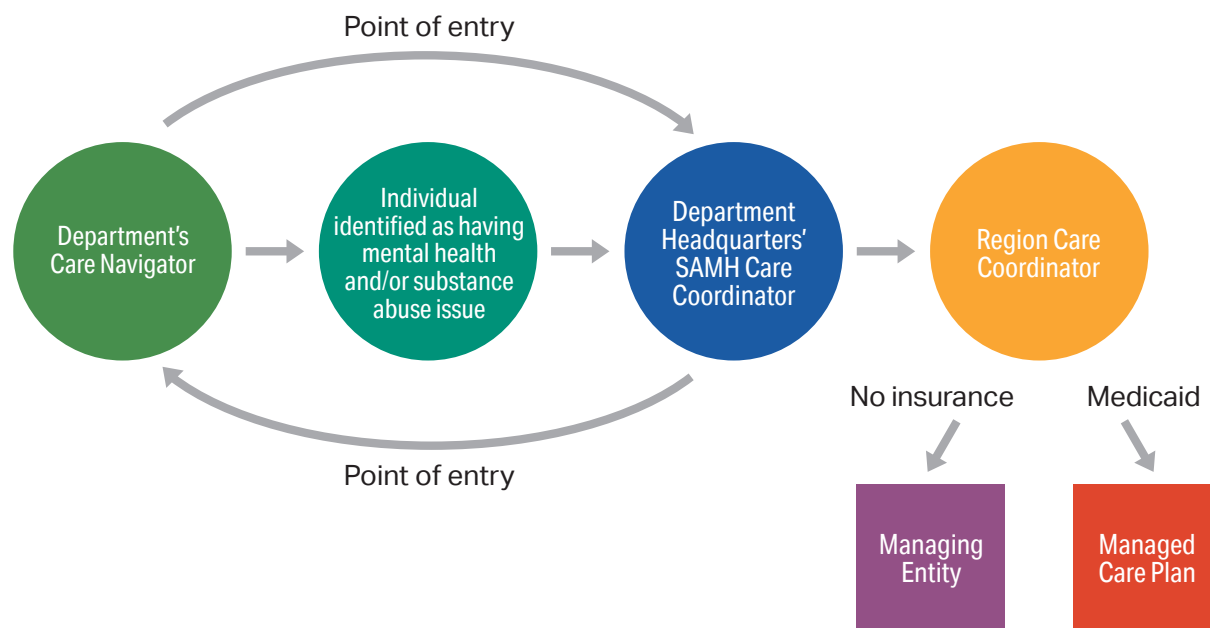 Point of entry
Department's
Care Navigator
Individual
identified as having
mental health
and/or substance
abuse issue
Department
Headquarters'
SAMH Care
Coordinator
Region Care
Coordinator
Point of entry
No insurance
Medicaid
Managing
Entity
Managed
Care Plan